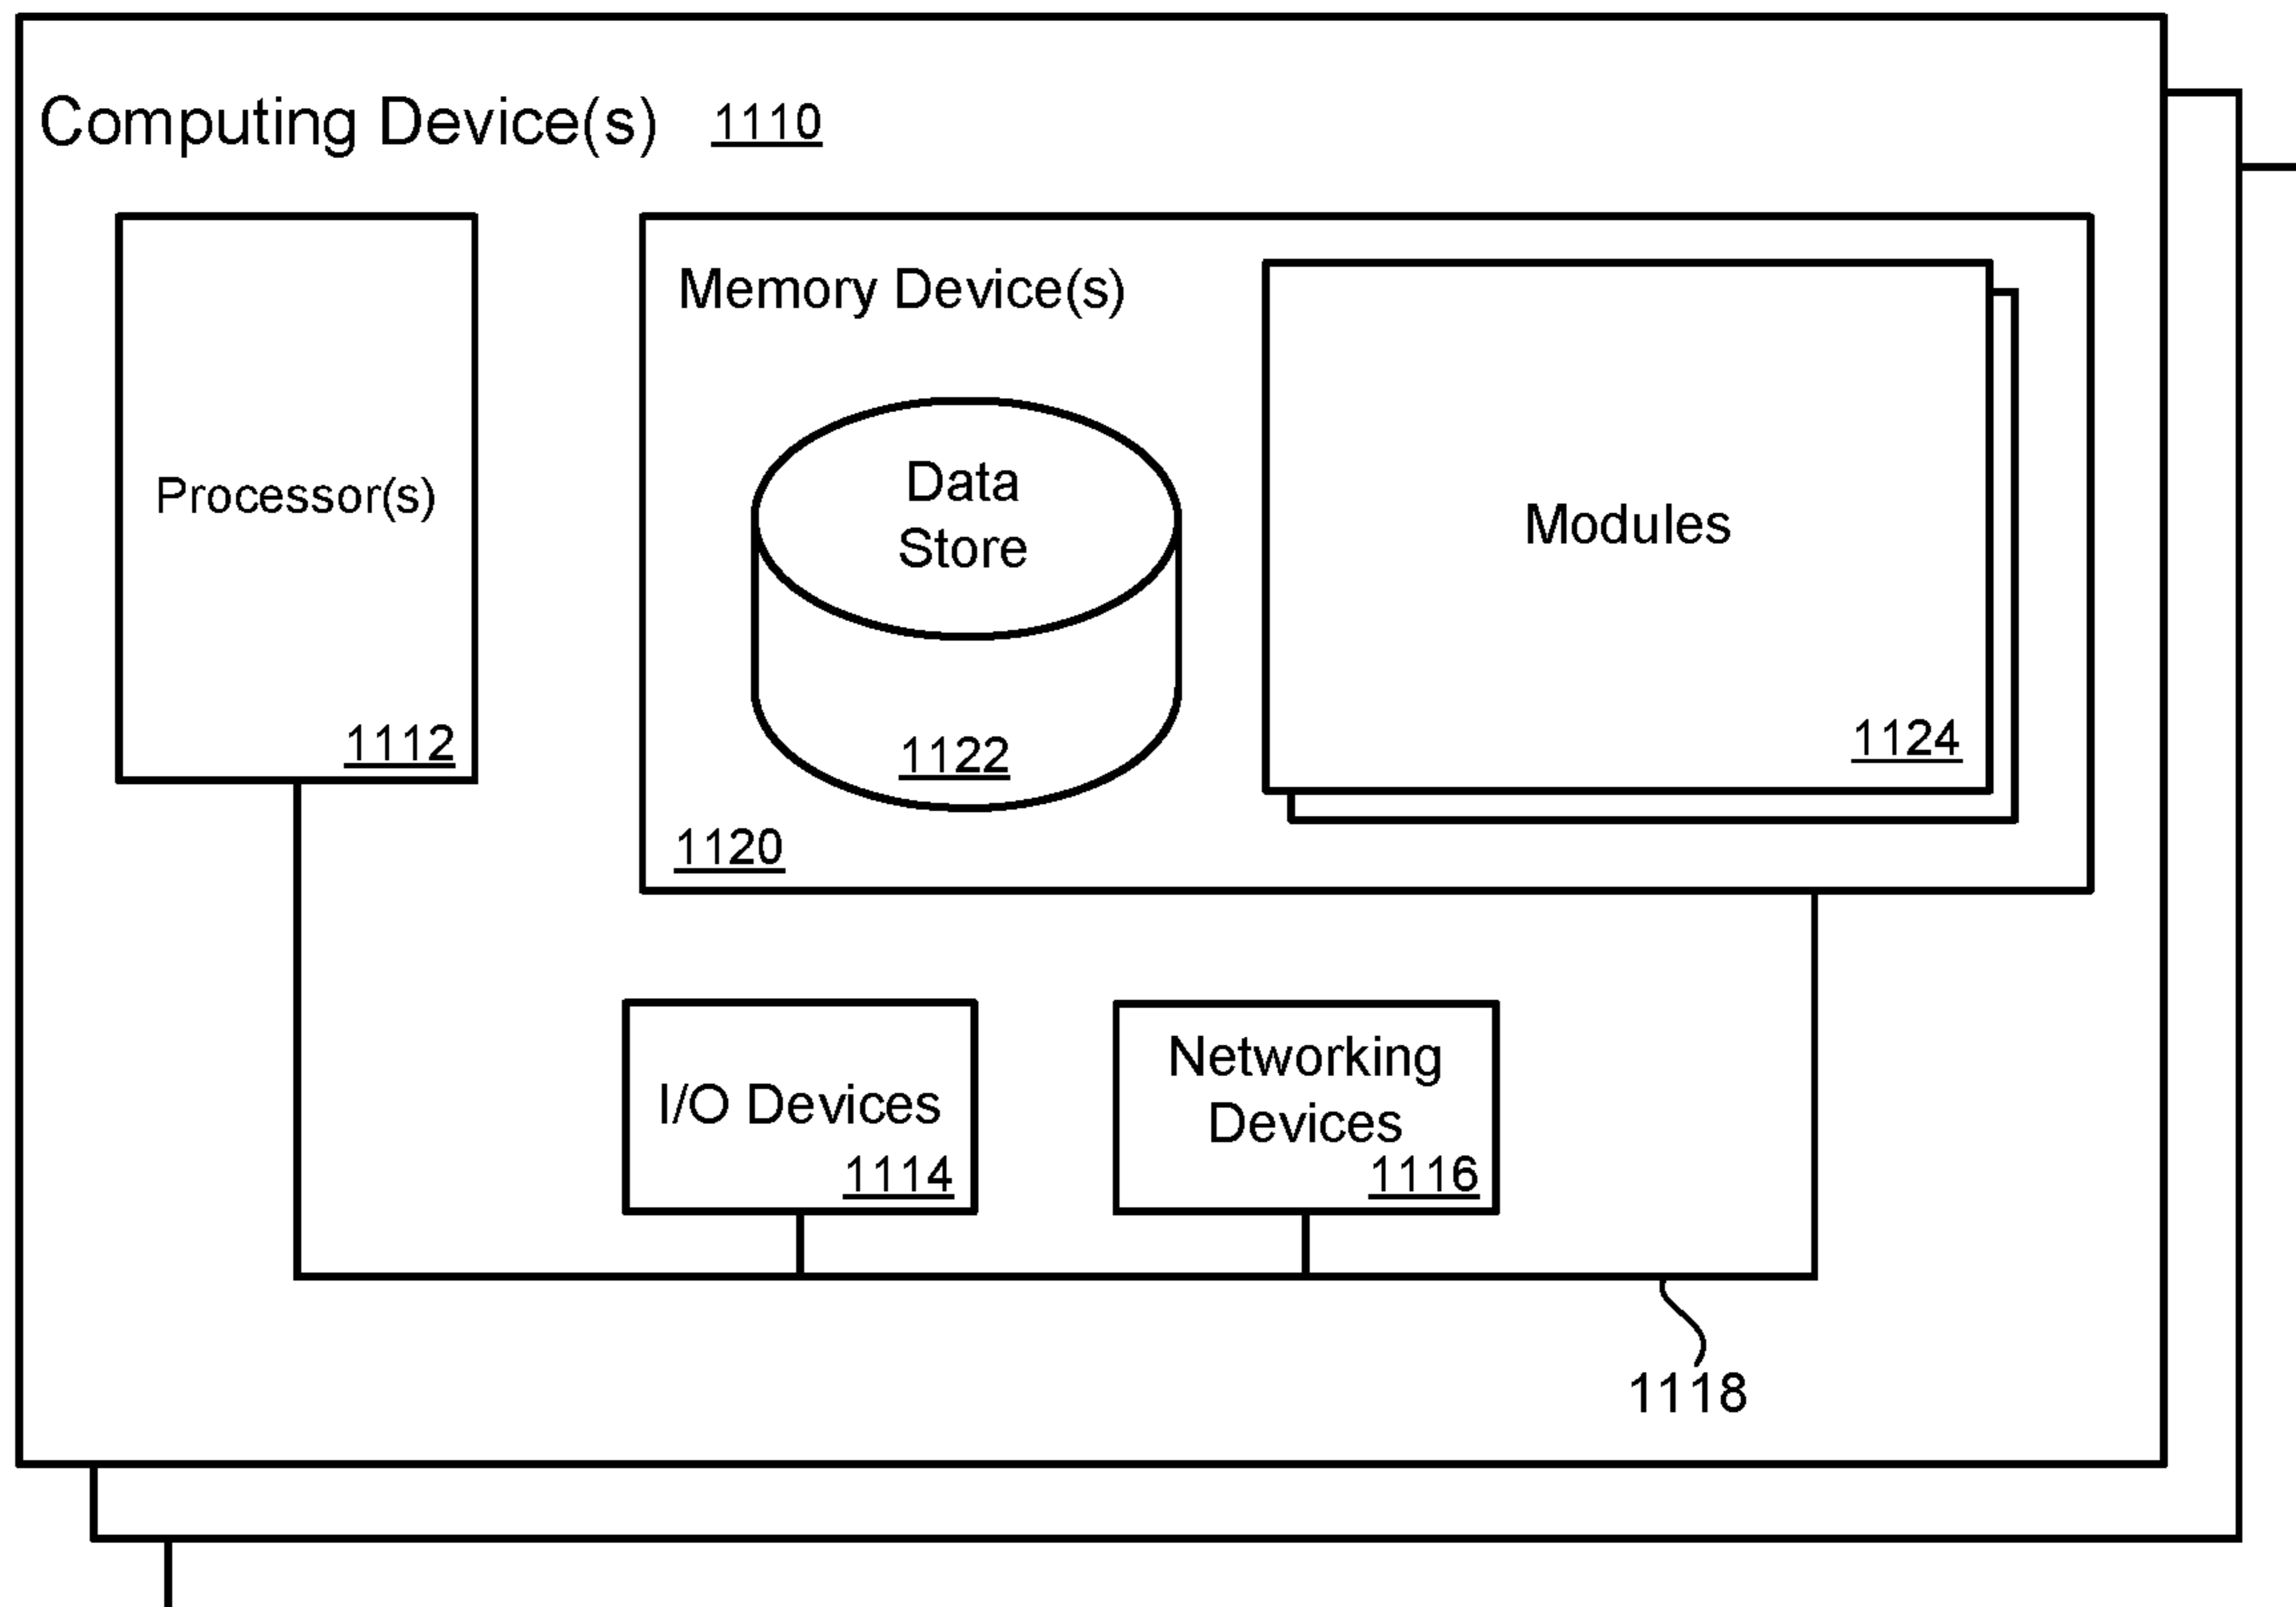 Computing Device(s) 1110
Processor(s)
1112
Memory Device(s)
Data
Store
1122
1120
Modules
1124
I/O Devices
1114
Networking
Devices
1116
1118